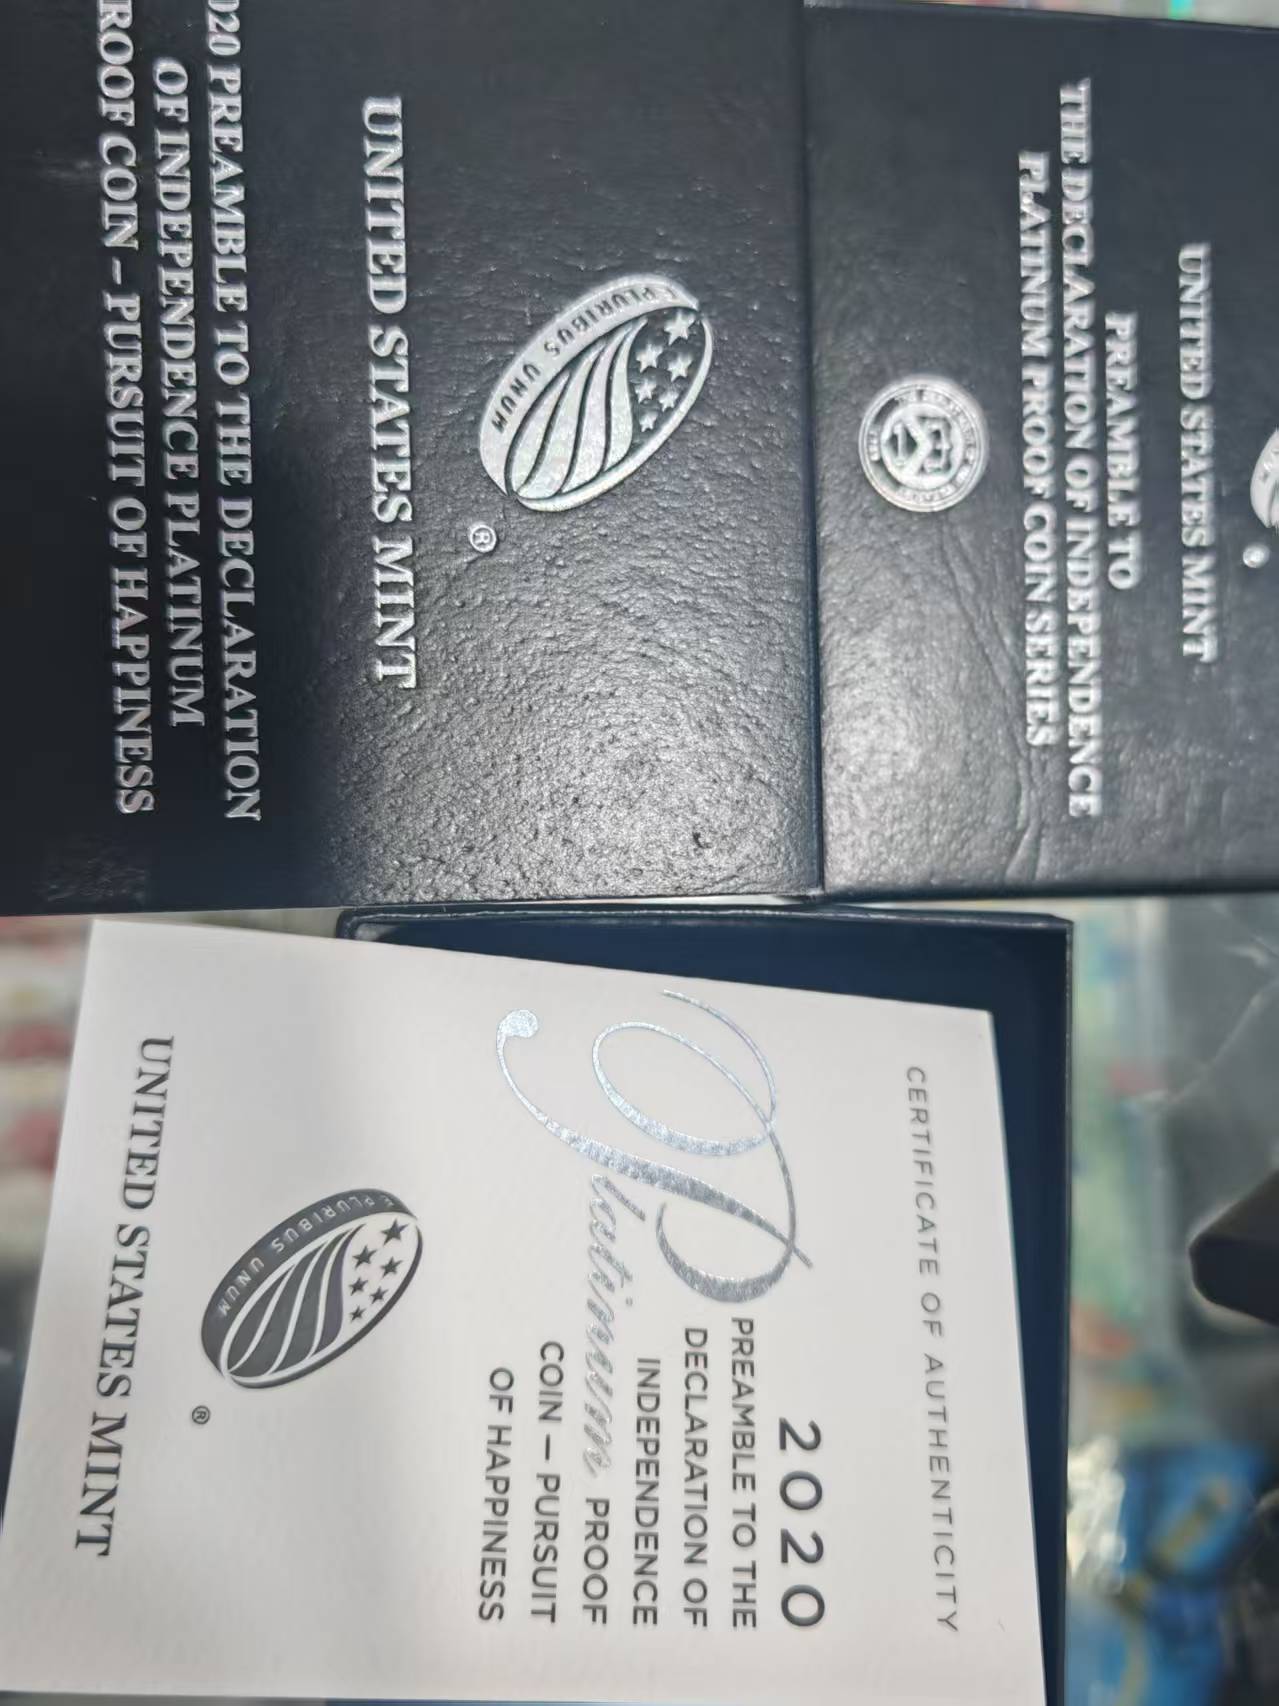 UNITED STATES MINT
PREAMBLE TO
THE DECLARATION OF INDEPENDENCE
PLATINUM PROOF COIN SERIES
E PLURIBUS UNUM
®
UNITED STATES MINT
2020 PREAMBLE TO THE DECLARATION
OF INDEPENDENCE PLATINUM
PROOF COIN – PURSUIT OF HAPPINESS
CERTIFICATE OF AUTHENTICITY
2020
PREAMBLE TO THE
DECLARATION OF
INDEPENDENCE
Platinum PROOF
COIN – PURSUIT
OF HAPPINESS
E PLURIBUS UNUM
®
UNITED STATES MINT